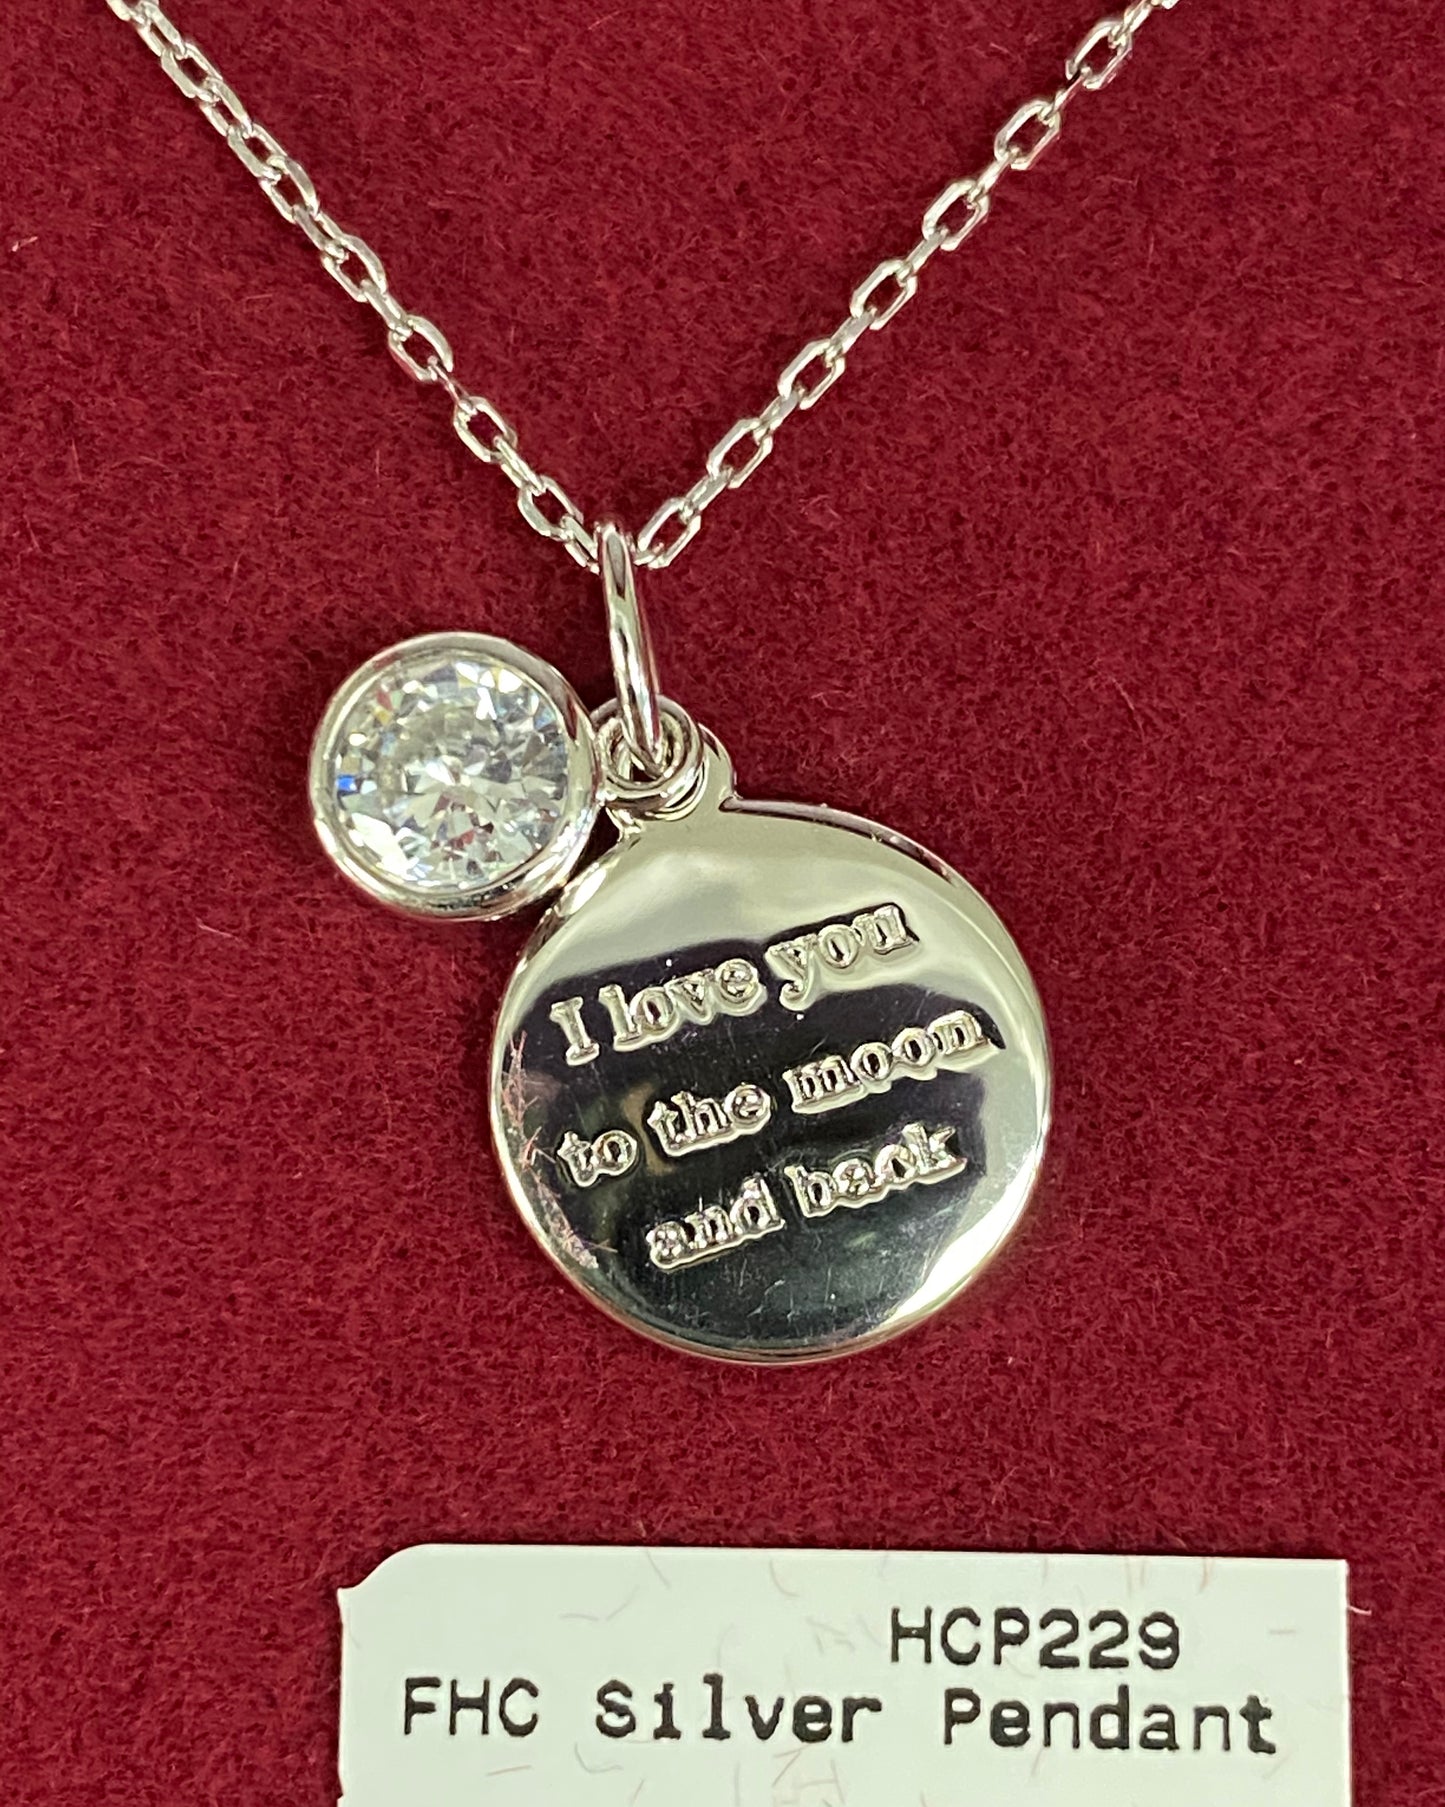 I love you
to the moon
and back
HCP229
FHC Silver Pendant